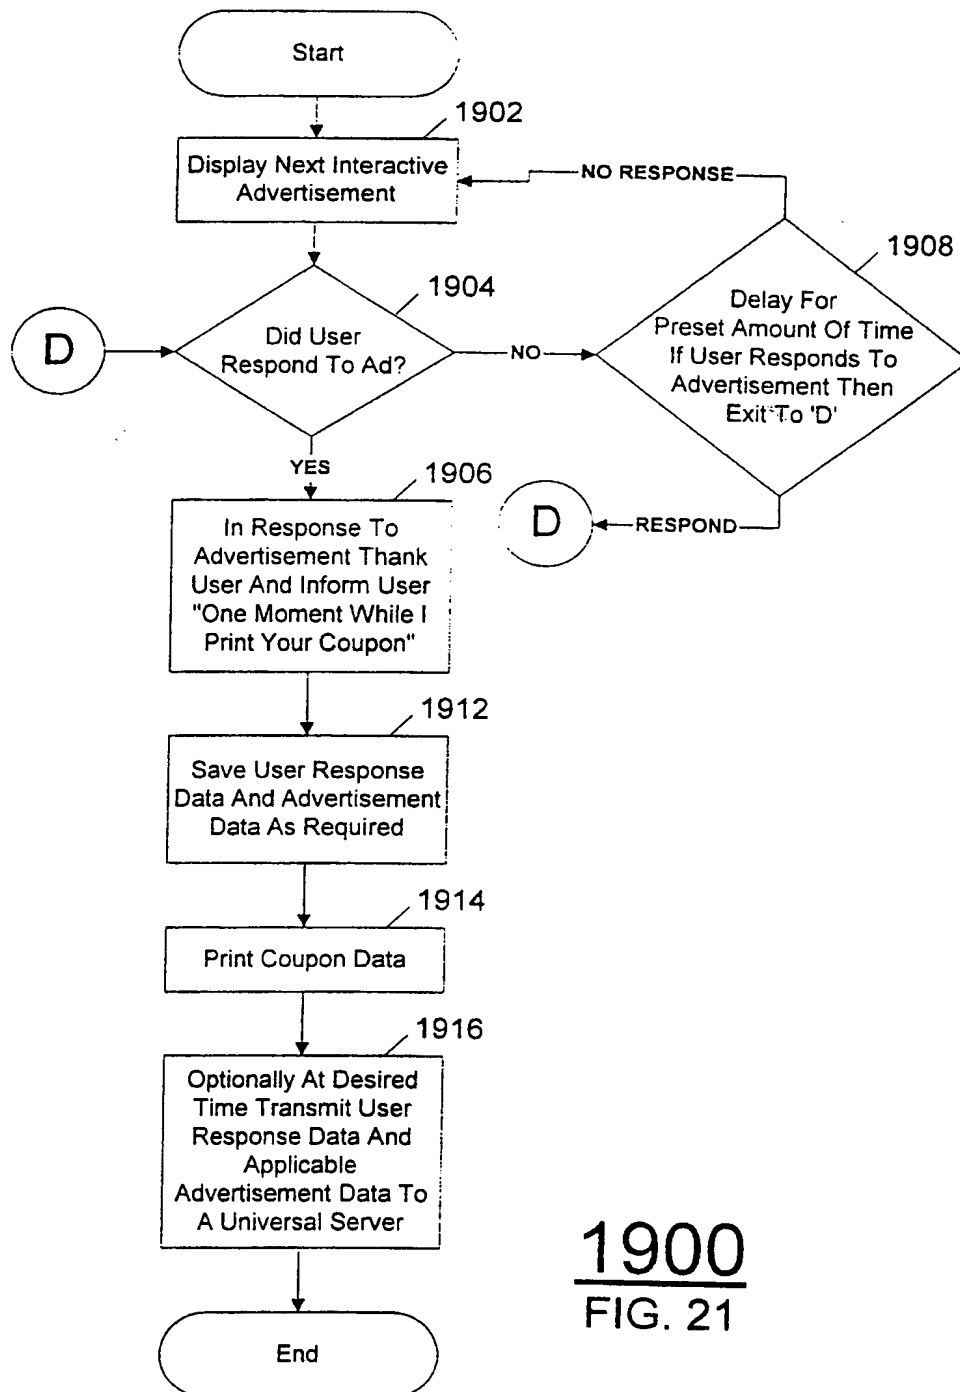 Start
1902
Display Next Interactive
Advertisement
NO RESPONSE
1908
Delay For
Preset Amount Of Time
If User Responds To
Advertisement Then
Exit To 'D'
1904
Did User
Respond To Ad?
D
NO
YES
1906
D
RESPOND
In Response To
Advertisement Thank
User And Inform User
"One Moment While I
Print Your Coupon"
1912
Save User Response
Data And Advertisement
Data As Required
1914
Print Coupon Data
1916
Optionally At Desired
Time Transmit User
Response Data And
Applicable
Advertisement Data To
A Universal Server
End
1900
FIG. 21